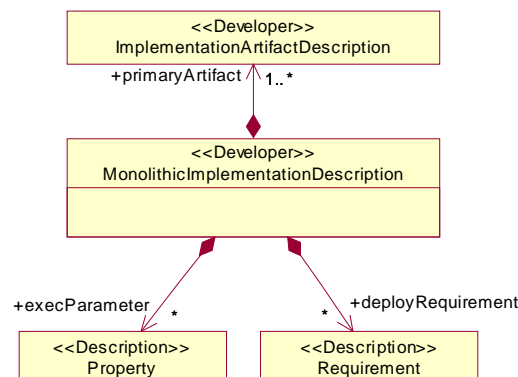 <<Developer>>
ImplementationArtifactDescription
+primaryArtifact
1..*
<<Developer>>
MonolithicImplementationDescription
+execParameter
*
+deployRequirement
*
<<Description>>
Property
<<Description>>
Requirement